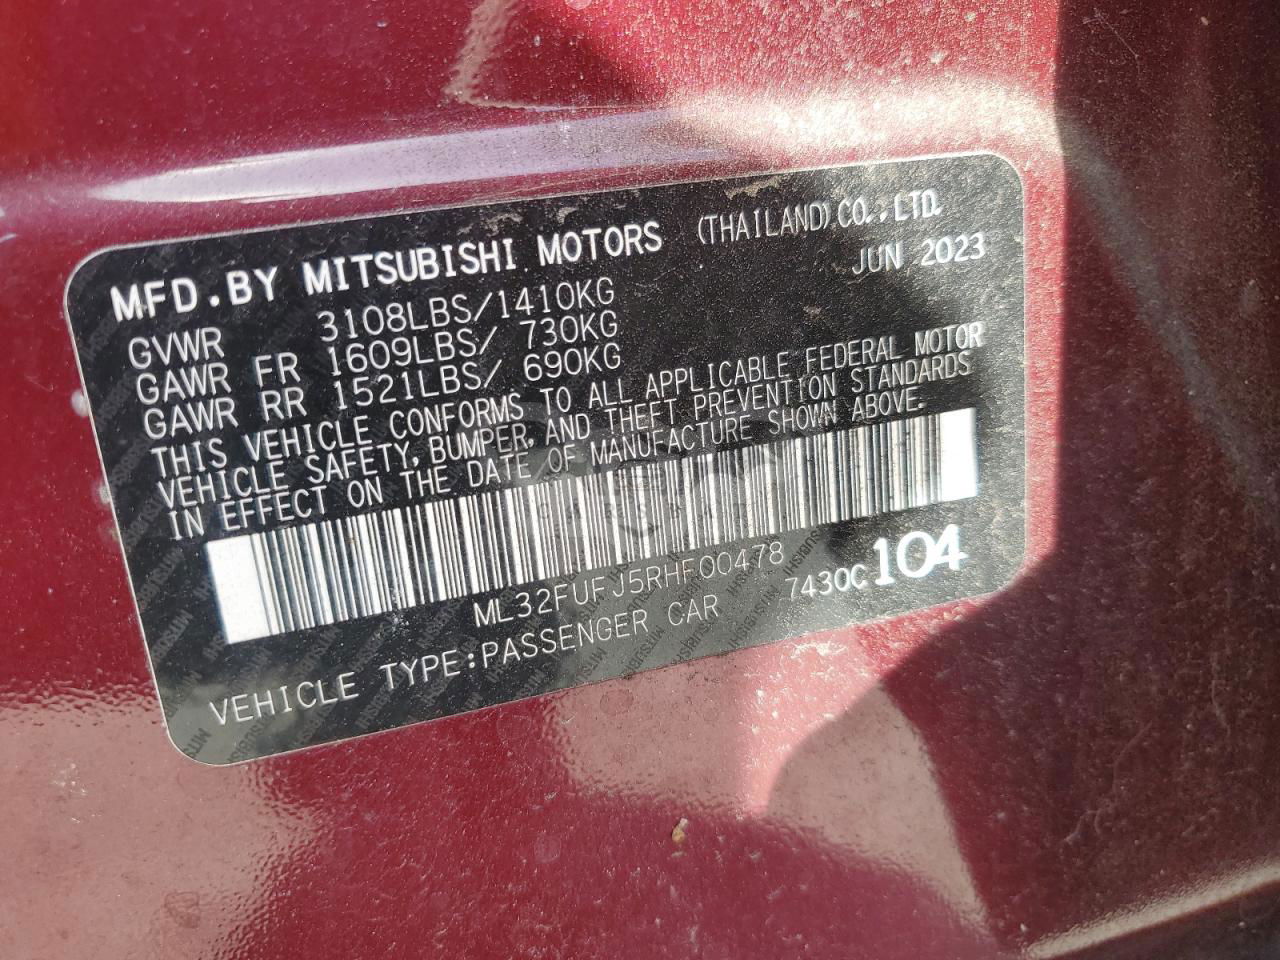 MFD.BY MITSUBISHI MOTORS (THAILAND) CO.,LTD.
JUN 2023
GVWR 3108LBS/1410KG
GAWR FR 1609LBS/ 730KG
GAWR RR 1521LBS/ 690KG
THIS VEHICLE CONFORMS TO ALL APPLICABLE FEDERAL MOTOR
VEHICLE SAFETY, BUMPER, AND THEFT PREVENTION STANDARDS
IN EFFECT ON THE DATE OF MANUFACTURE SHOWN ABOVE.
ML32FUFJ5RHF00478
7430C 104
VEHICLE TYPE:PASSENGER CAR